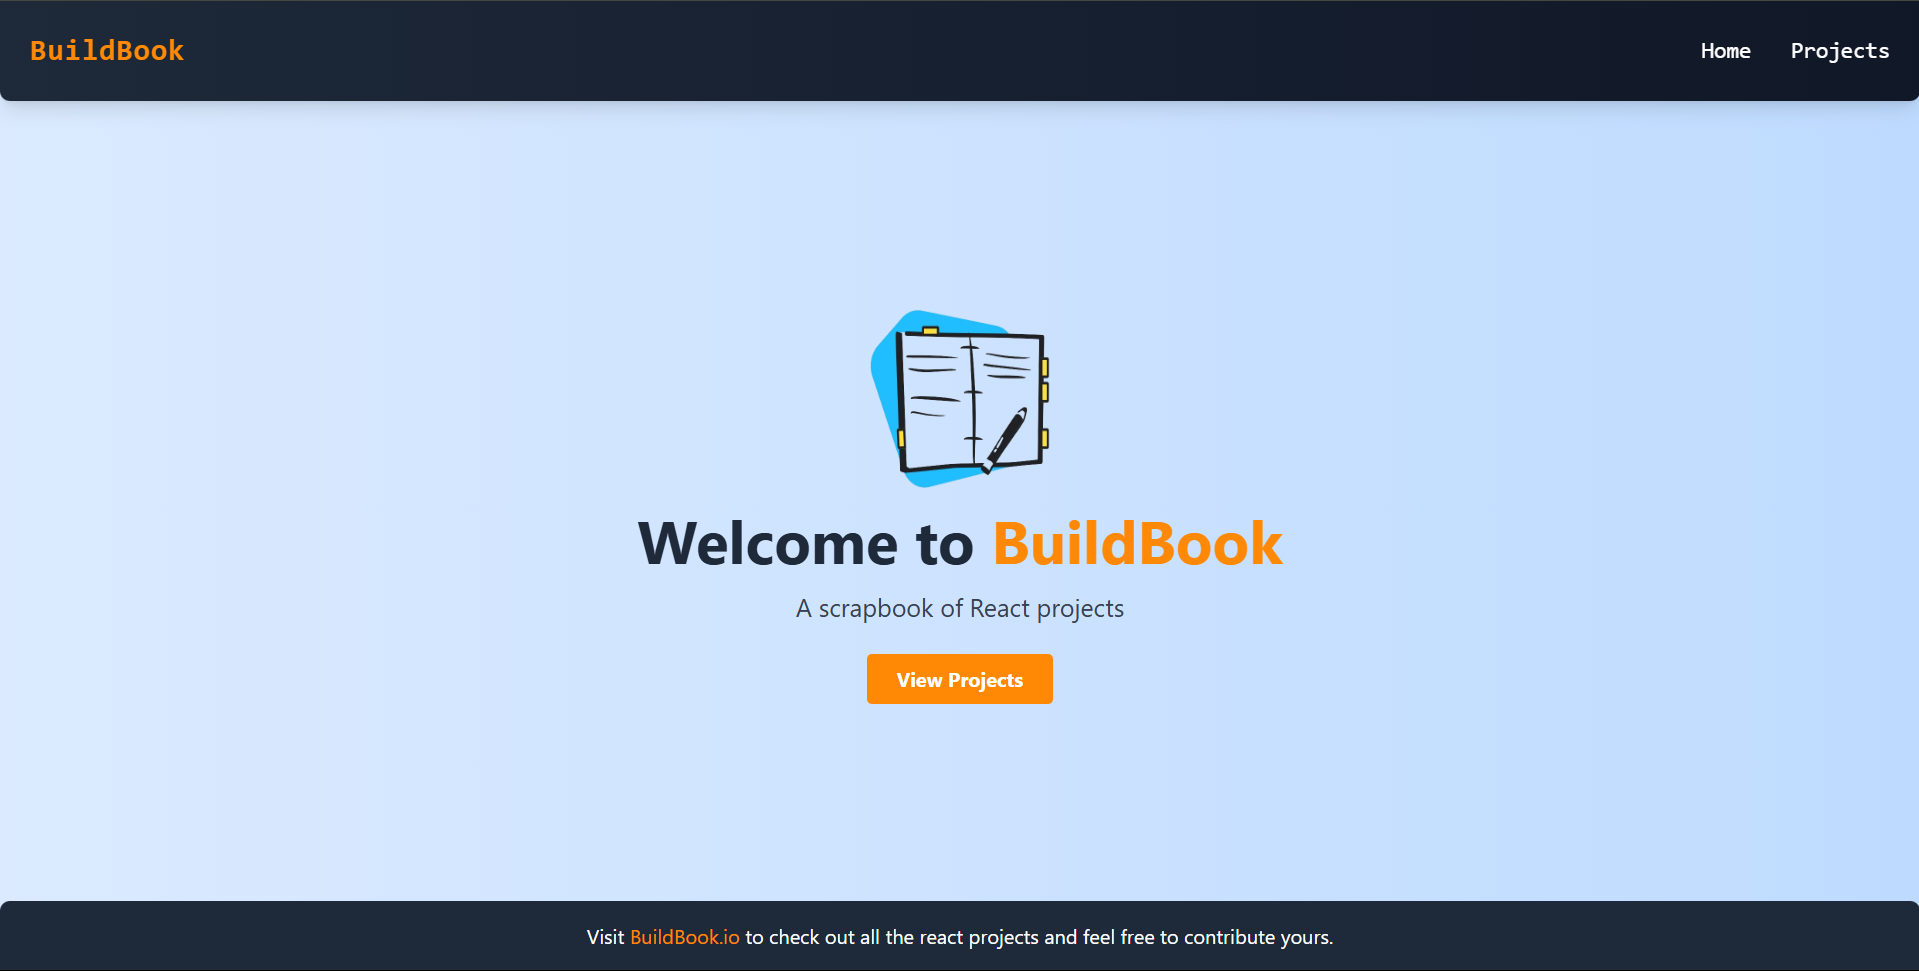 BuildBook
Home
Projects
Welcome to BuildBook
A scrapbook of React projects
View Projects
Visit BuildBook.io to check out all the react projects and feel free to contribute yours.